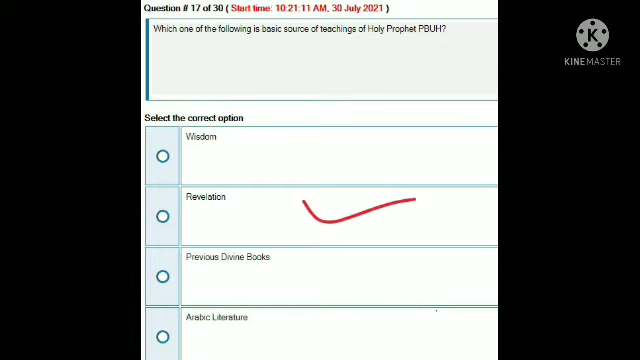 Question # 17 of 30 ( Start time: 10:21:11 AM, 30 July 2021 )
Which one of the following is basic source of teachings of Holy Prophet PBUH?
Select the correct option
Wisdom
Revelation
Previous Divine Books
Arabic Literature
K
KINEMASTER